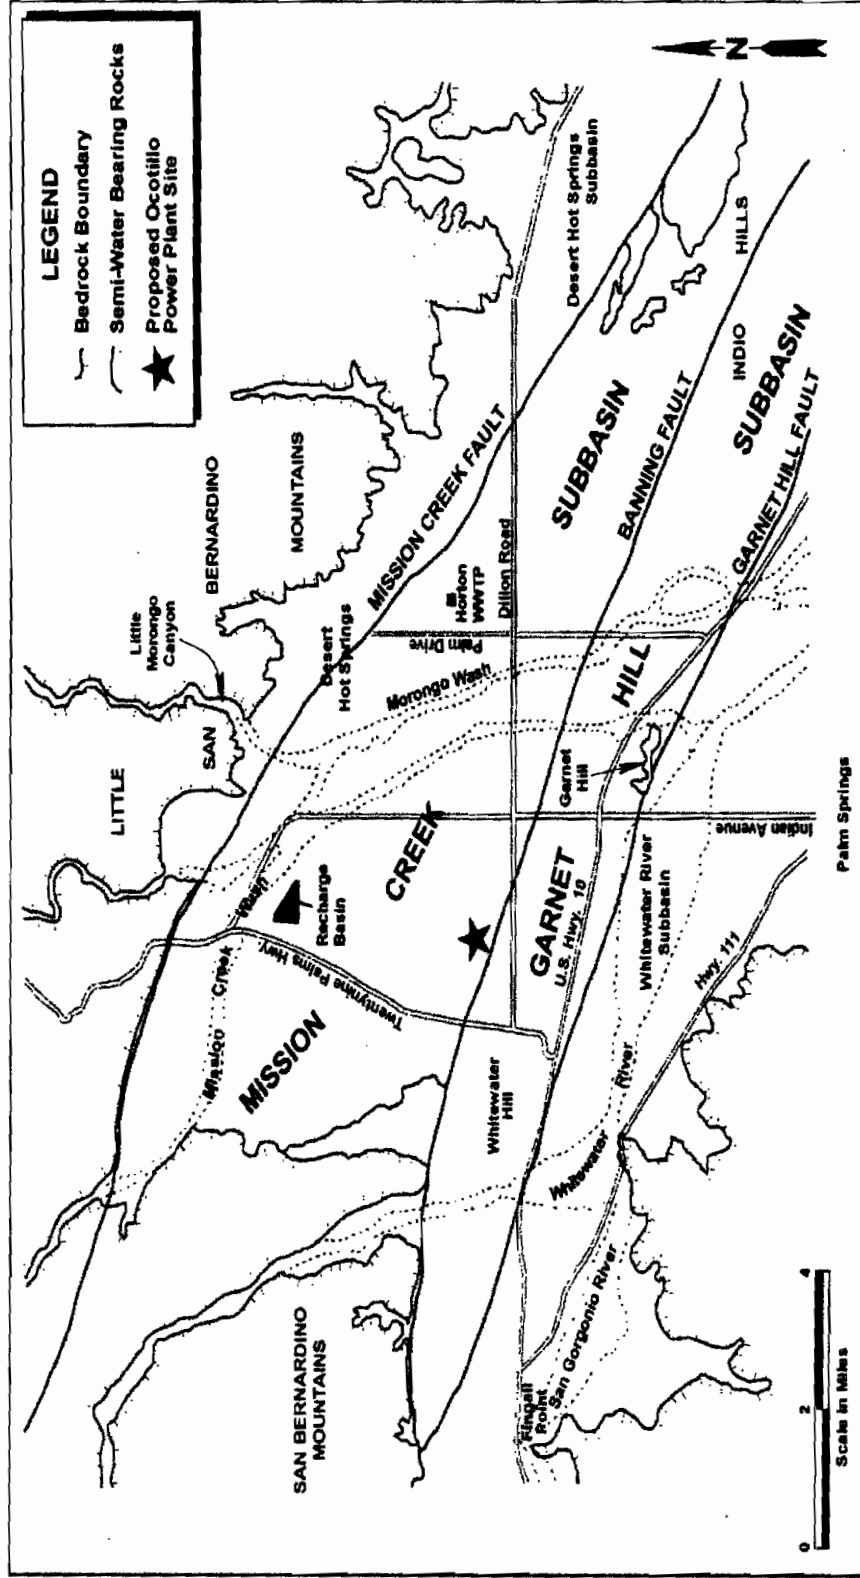 LEGEND
Bedrock Boundary
Semi-Water Bearing Rocks
Proposed Ocotillo
Power Plant Site
N
SAN BERNARDINO
MOUNTAINS
LITTLE
SAN
BERNARDINO
MOUNTAINS
Little
Morongo
Canyon
Mission Creek Wash
Recharge
Basin
Twentynine Palms Hwy.
MISSION
CREEK
SUBBASIN
Desert
Hot Springs
MISSION CREEK FAULT
Morongo Wash
Palm Drive
Horton
WWTP
Dillon Road
Desert Hot Springs
Subbasin
BANNING FAULT
INDIO
HILLS
Whitewater
Hill
GARNET
HILL
SUBBASIN
U.S. Hwy. 10
Garnet
Hill
GARNET HILL FAULT
Whitewater River
Whitewater River
Subbasin
Indian Avenue
Hwy. 111
Fingall
Point
San Gorgonio River
Palm Springs
0 2 4
Scale in Miles